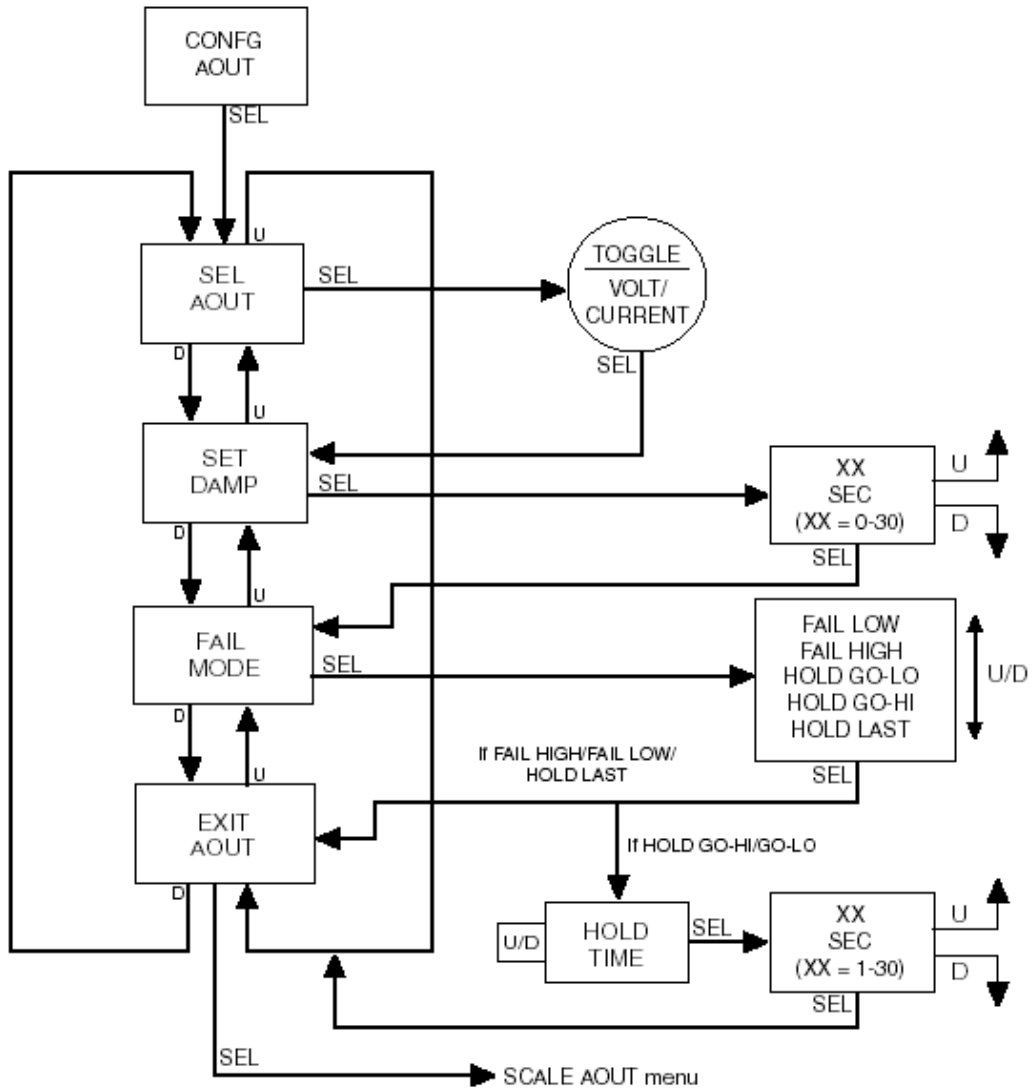 CONFG
AOUT
SEL
U
SEL
AOUT
SEL
TOGGLE
VOLT/
CURRENT
SEL
D
U
SET
DAMP
SEL
XX
SEC
(XX = 0-30)
U
D
SEL
D
U
FAIL
MODE
SEL
FAIL LOW
FAIL HIGH
HOLD GO-LO
HOLD GO-HI
HOLD LAST
U/D
SEL
D
U
If FAIL HIGH/FAIL LOW/
HOLD LAST
EXIT
AOUT
If HOLD GO-HI/GO-LO
D
U/D
HOLD
TIME
SEL
XX
SEC
(XX = 1-30)
U
D
SEL
SEL
SCALE AOUT menu